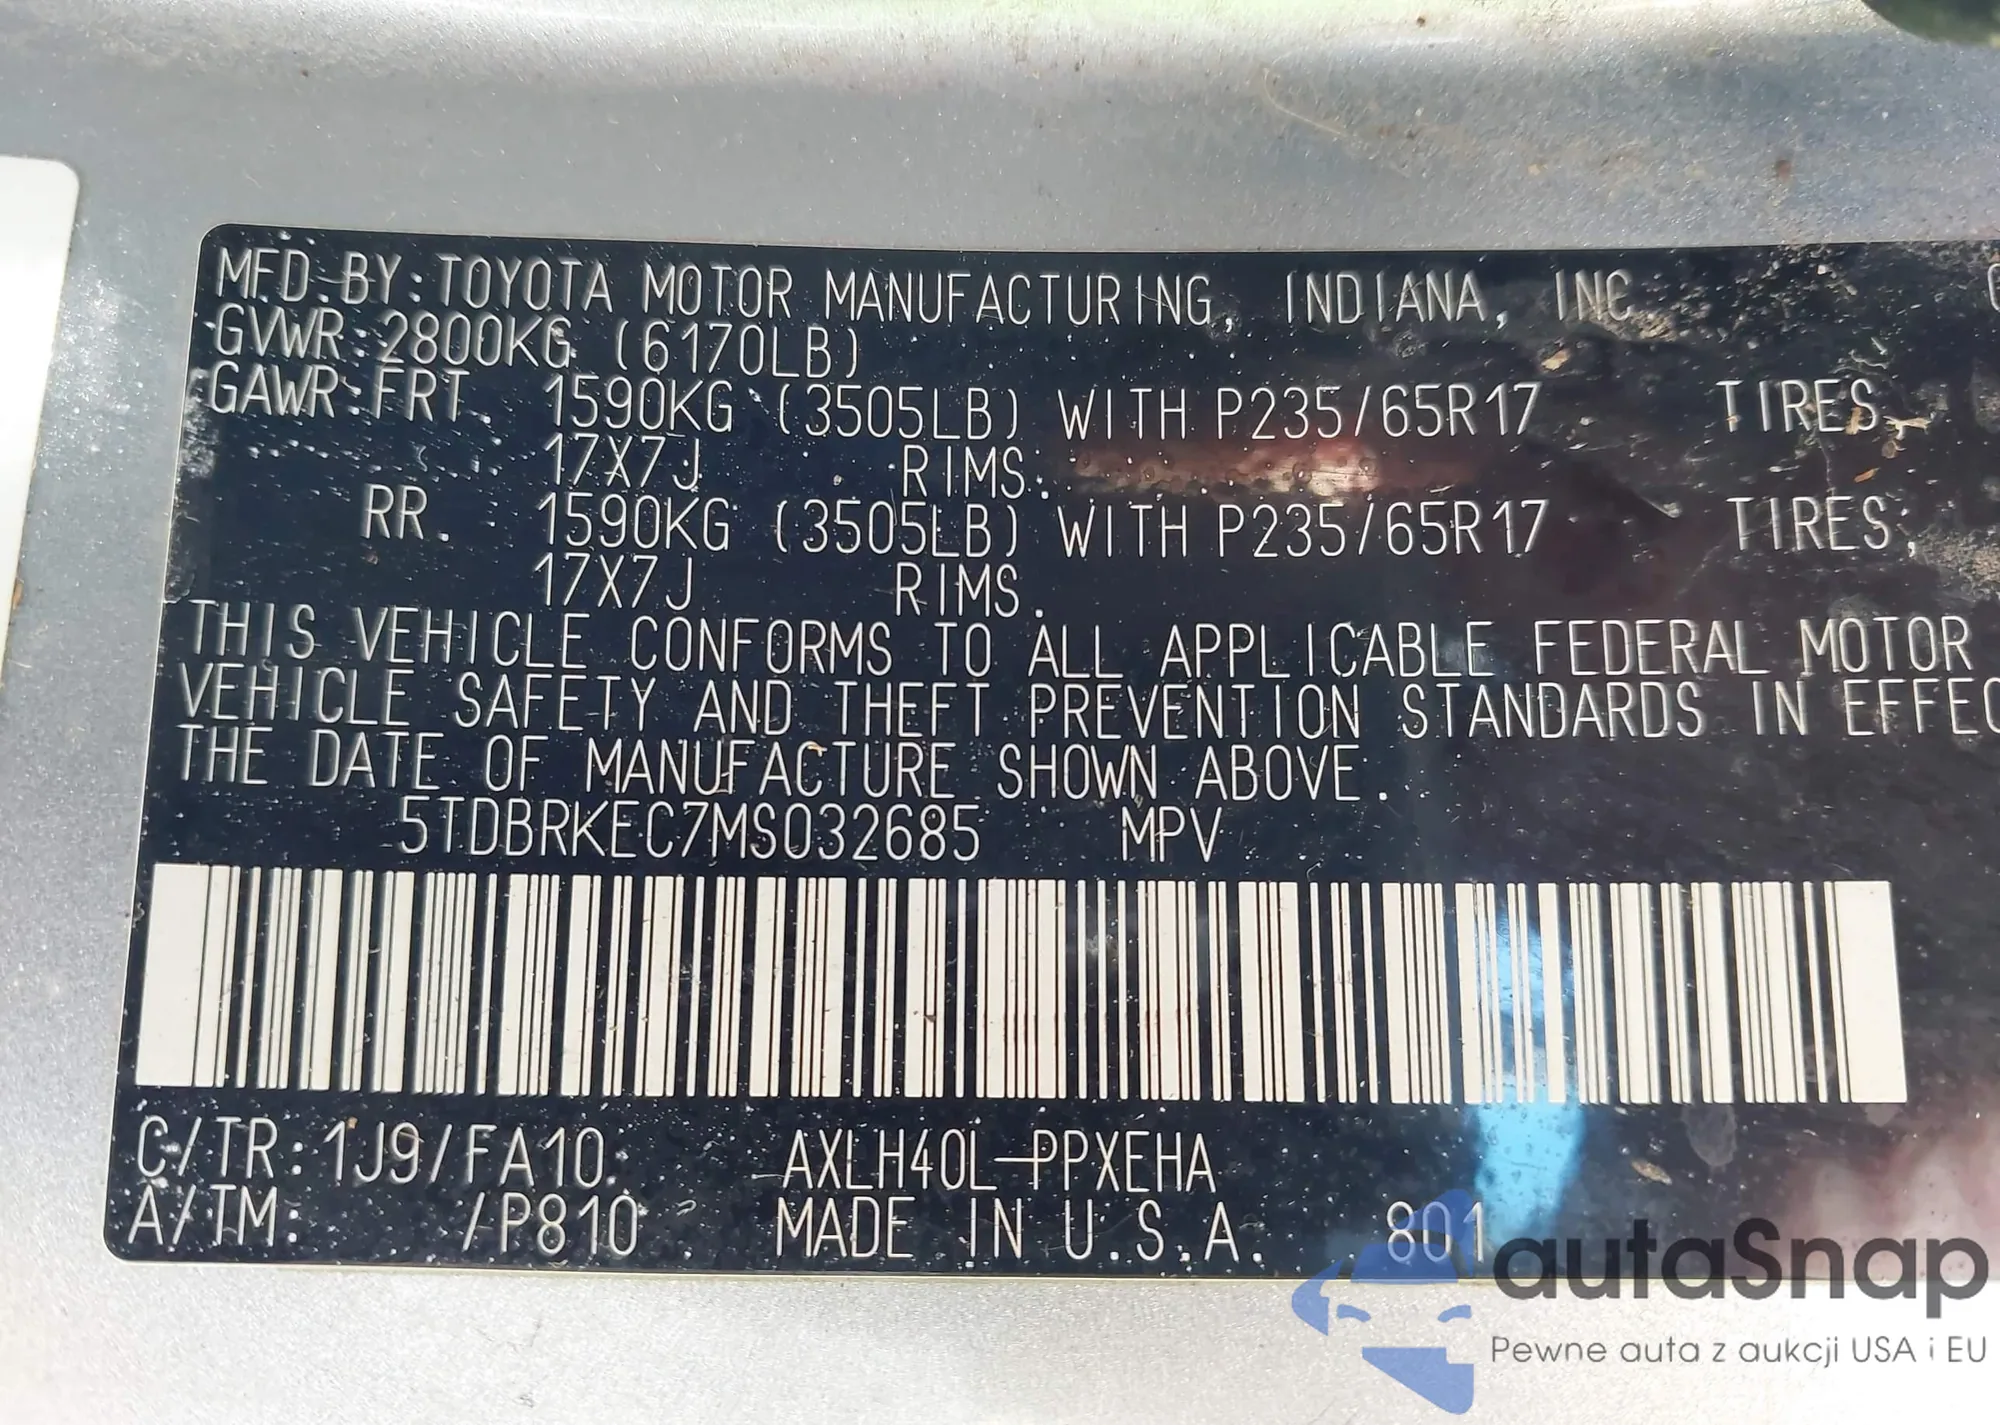 MFD. BY: TOYOTA MOTOR MANUFACTURING, INDIANA, INC.
GVWR: 2800KG (6170LB)
GAWR: FRT. 1590KG (3505LB) WITH P235/65R17 TIRES,
17X7J RIMS.
RR. 1590KG (3505LB) WITH P235/65R17 TIRES,
17X7J RIMS.
THIS VEHICLE CONFORMS TO ALL APPLICABLE FEDERAL MOTOR
VEHICLE SAFETY AND THEFT PREVENTION STANDARDS IN EFFEC
THE DATE OF MANUFACTURE SHOWN ABOVE.
5TDBRKEC7MS032685 MPV
C/TR: 1J9/FA10 AXLH40L-PPXEHA
A/TM: /P810 MADE IN U.S.A. 801
autaSnap
Pewne auta z aukcji USA i EU